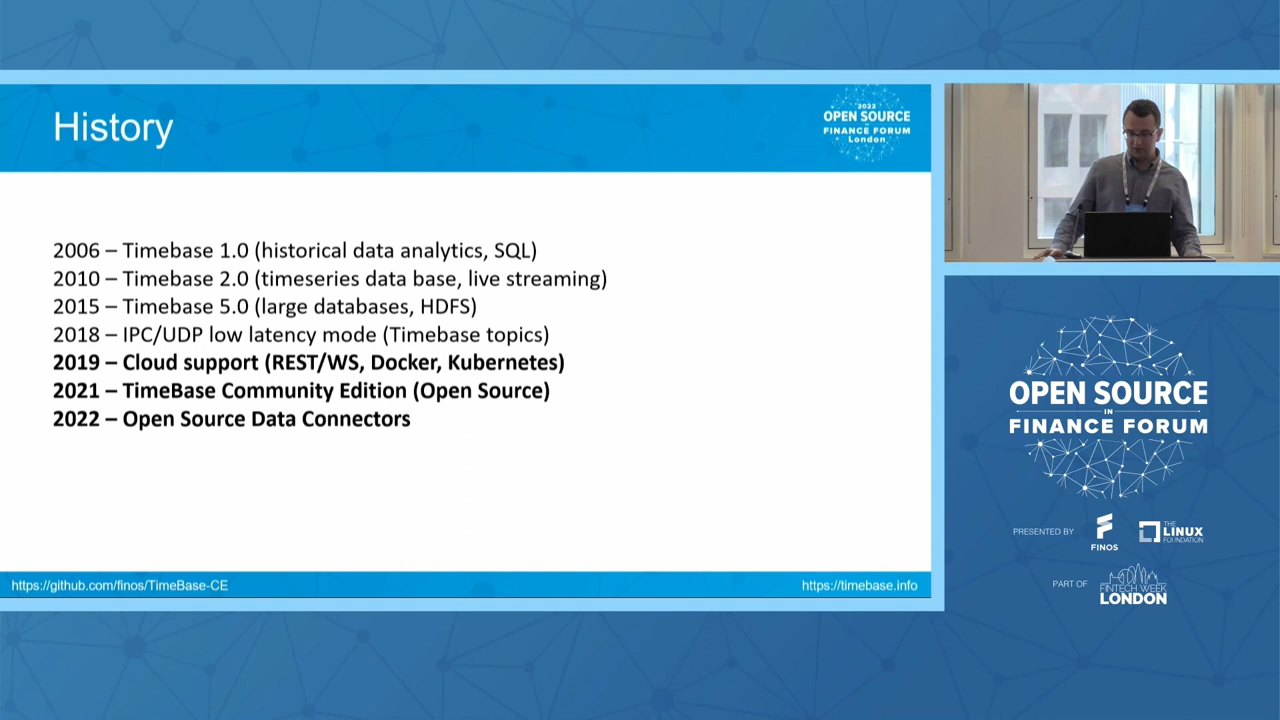 History
2022
OPEN SOURCE
IN
FINANCE FORUM
London
2006 – Timebase 1.0 (historical data analytics, SQL)
2010 – Timebase 2.0 (timeseries data base, live streaming)
2015 – Timebase 5.0 (large databases, HDFS)
2018 – IPC/UDP low latency mode (Timebase topics)
2019 – Cloud support (REST/WS, Docker, Kubernetes)
2021 – TimeBase Community Edition (Open Source)
2022 – Open Source Data Connectors
https://github.com/finos/TimeBase-CE
https://timebase.info
OPEN SOURCE
IN
FINANCE FORUM
PRESENTED BY
FINOS
THE
LINUX
FOUNDATION
PART OF
FINTECH WEEK
LONDON